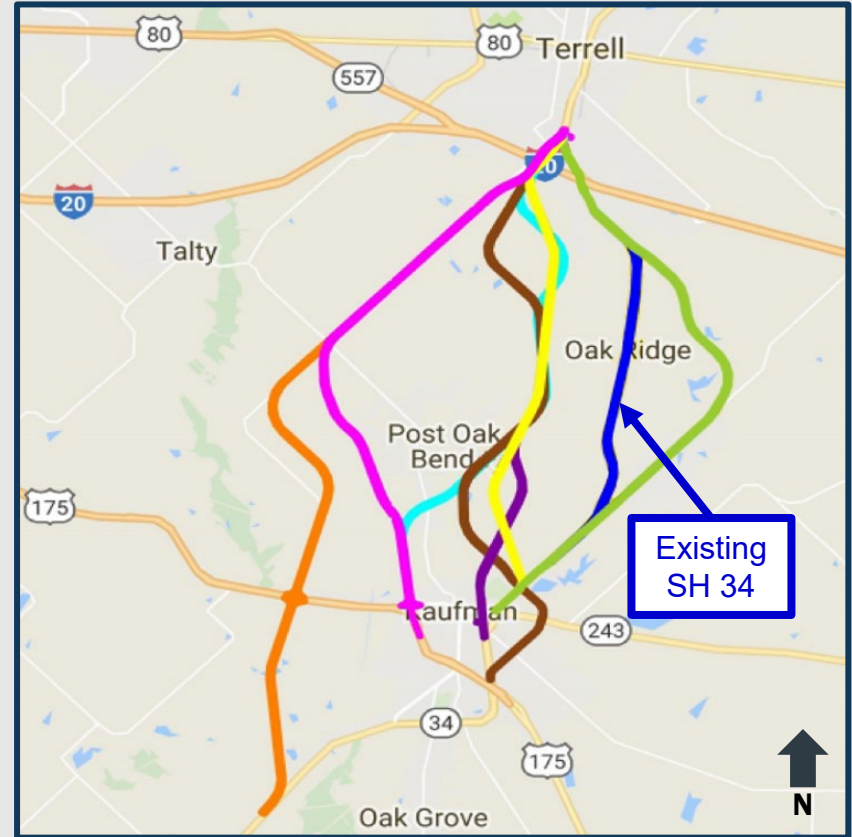 80
80
Terrell
557
20
20
Talty
Oak Ridge
Post Oak
Bend
175
Existing
SH 34
Kaufman
243
34
175
N
Oak Grove